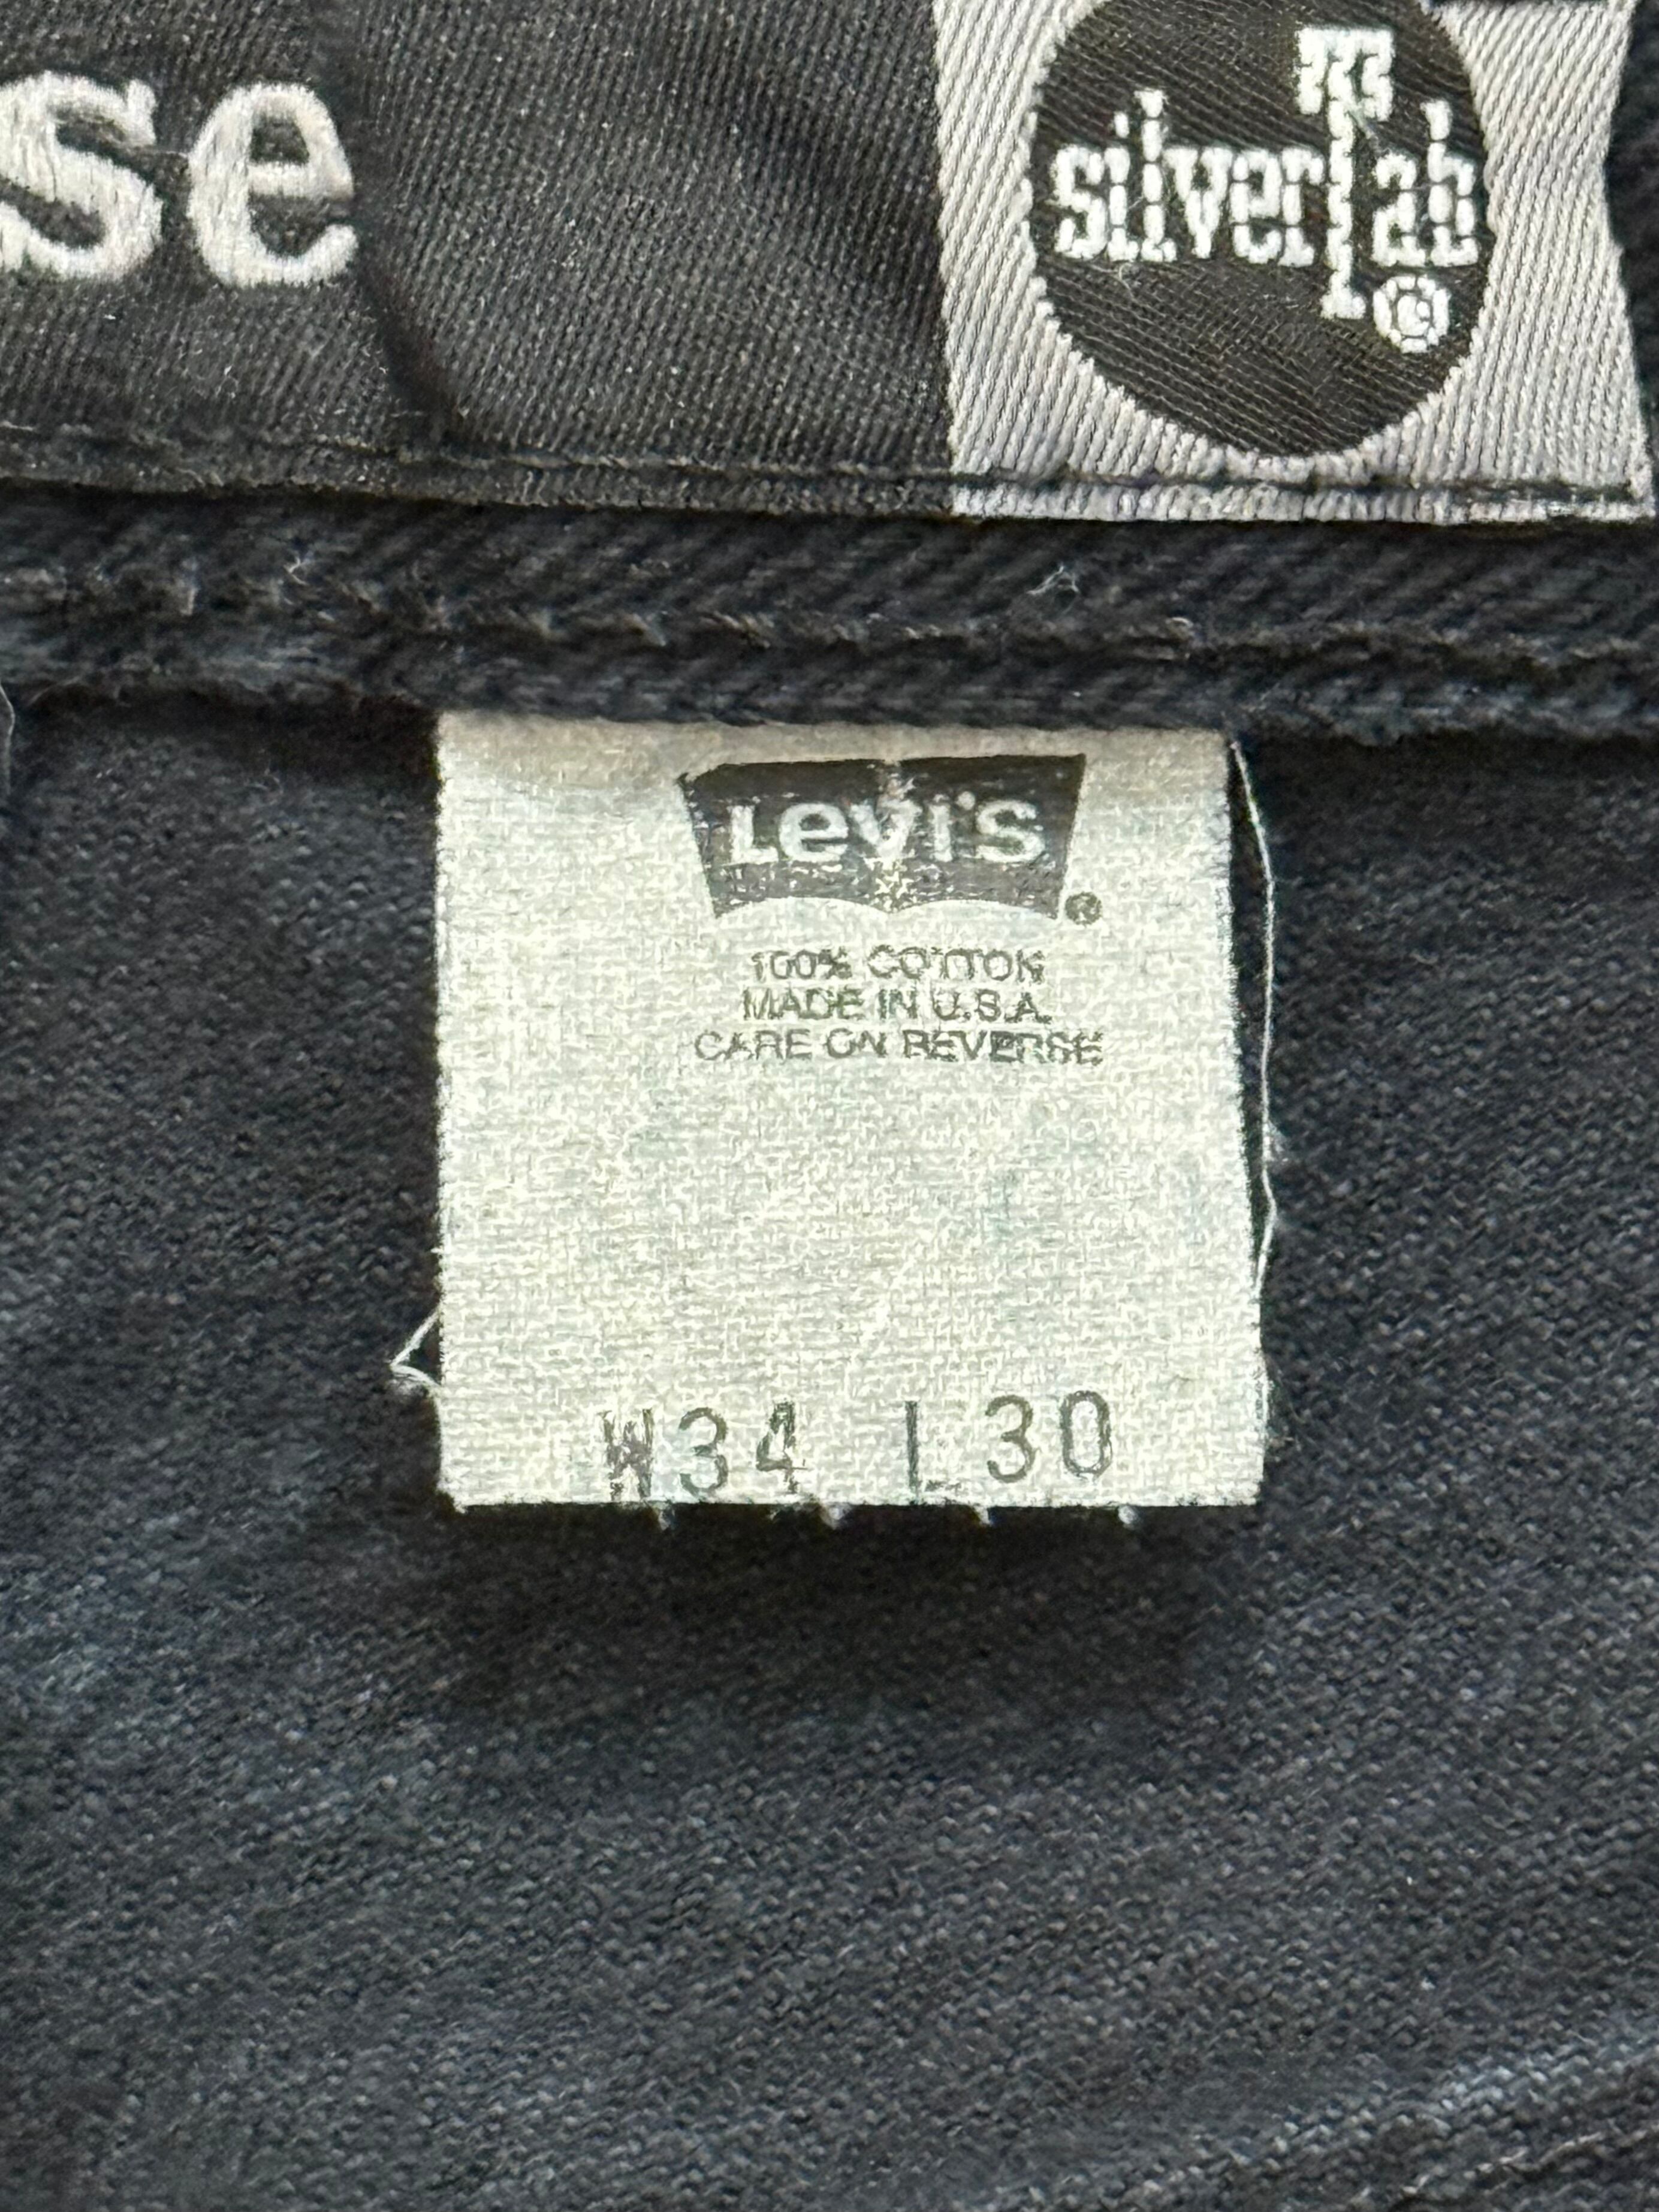 se
silverTab®
Levi's®
100% COTTON
MADE IN U.S.A.
CARE ON REVERSE
W34 L30